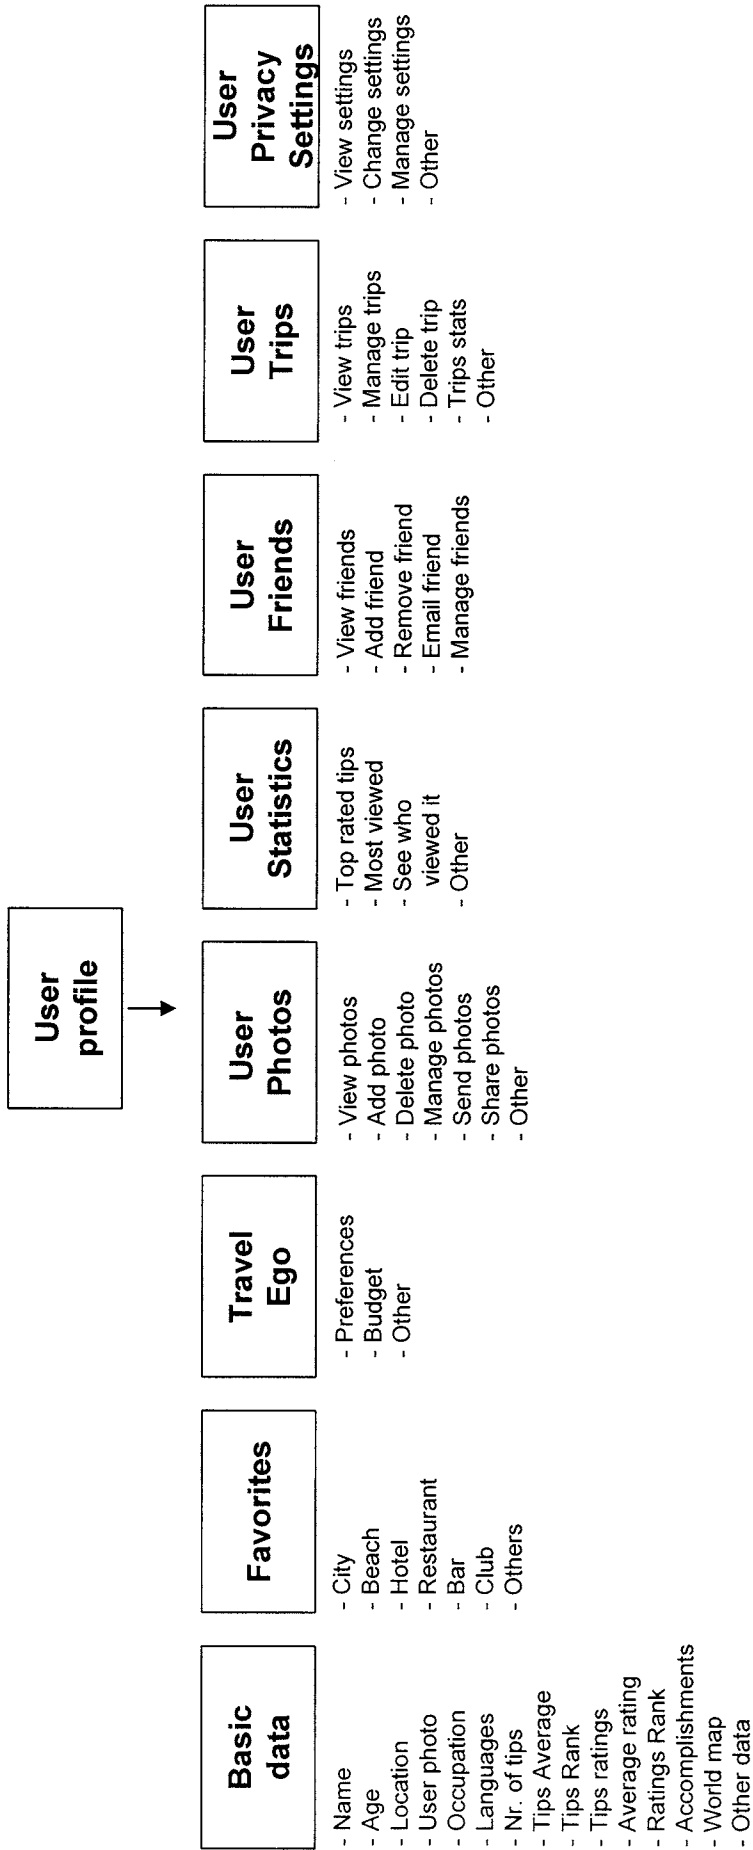 User
profile
Basic
data
- Name
- Age
- Location
- User photo
- Occupation
- Languages
- Nr. of tips
- Tips Average
- Tips Rank
- Tips ratings
- Average rating
- Ratings Rank
- Accomplishments
- World map
- Other data
Favorites
- City
- Beach
- Hotel
- Restaurant
- Bar
- Club
- Others
Travel
Ego
- Preferences
- Budget
- Other
User
Photos
- View photos
- Add photo
- Delete photo
- Manage photos
- Send photos
- Share photos
- Other
User
Statistics
- Top rated tips
- Most viewed
- See who
viewed it
- Other
User
Friends
- View friends
- Add friend
- Remove friend
- Email friend
- Manage friends
User
Trips
- View trips
- Manage trips
- Edit trip
- Delete trip
- Trips stats
- Other
User
Privacy
Settings
- View settings
- Change settings
- Manage settings
- Other